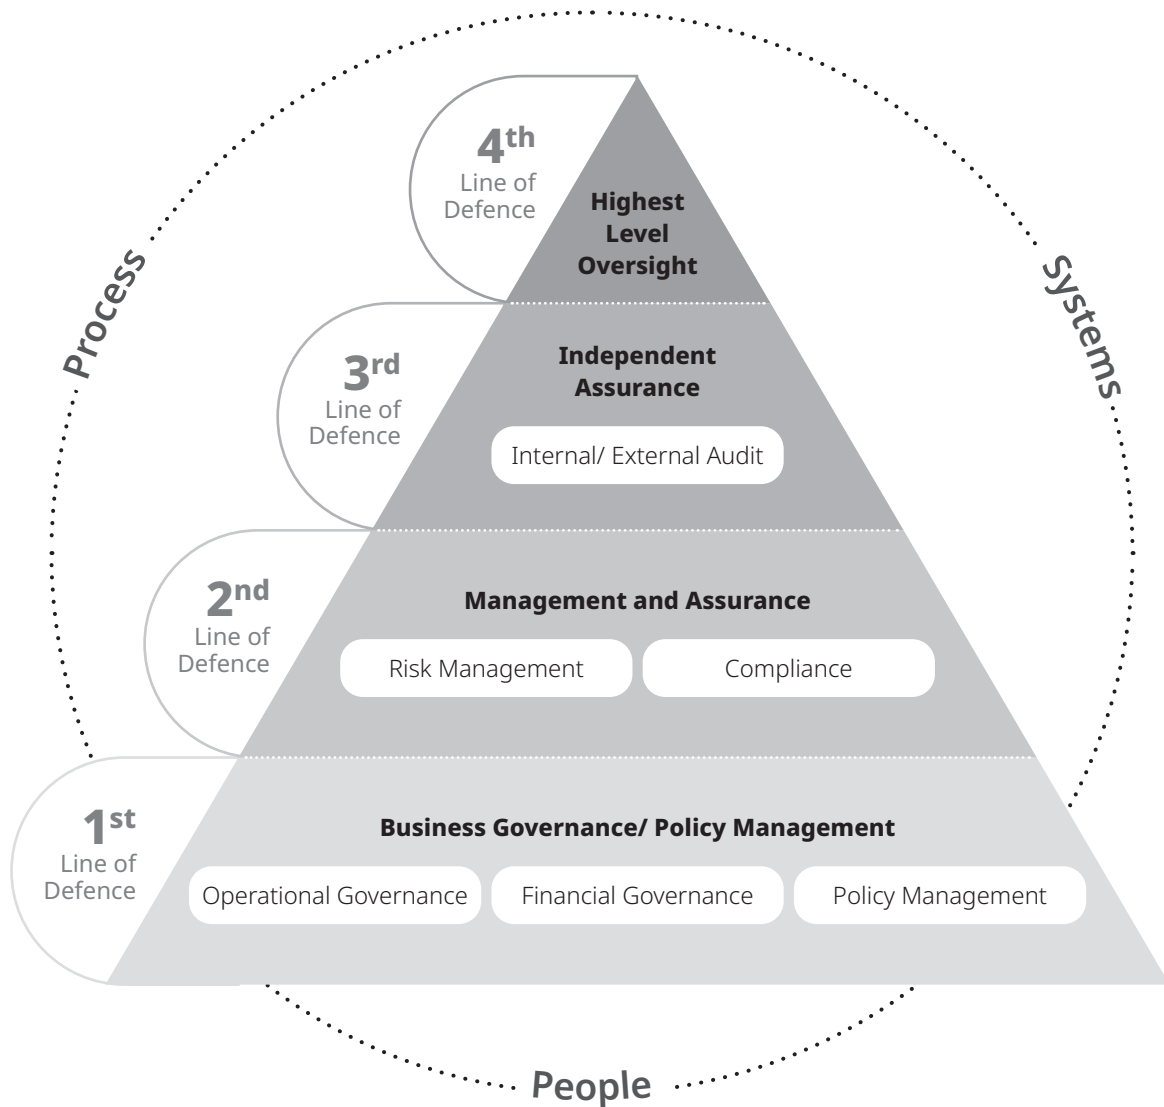 4th
Line of
Defence
Highest
Level
Oversight
Process
Systems
3rd
Line of
Defence
Independent
Assurance
Internal/ External Audit
2nd
Line of
Defence
Management and Assurance
Risk Management
Compliance
1st
Line of
Defence
Business Governance/ Policy Management
Operational Governance
Financial Governance
Policy Management
People